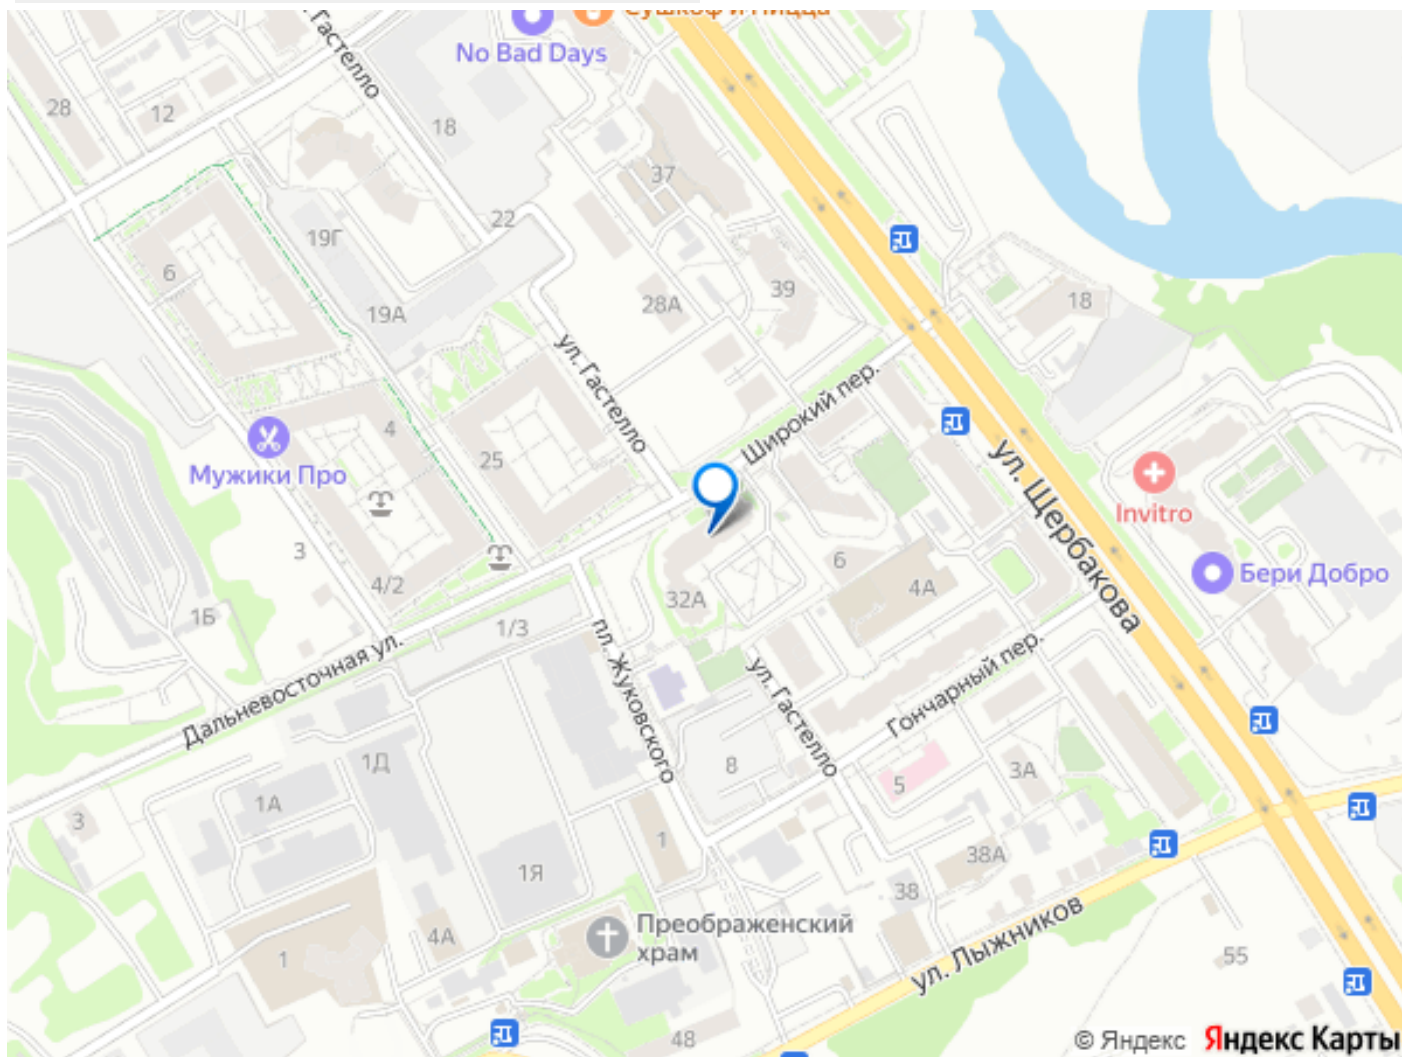 Сушкоф и Пицца
No Bad Days
Гастелло
28
12
18
37
22
19Г
6
19А
28А
39
18
ул. Гастелло
Широкий пер.
4
25
Мужики Про
ул. Щербакова
Invitro
3
4/2
1Б
32А
6
4А
Бери Добро
1/3
Дальневосточная ул.
пл. Жуковского
ул. Гастелло
Гончарный пер.
1Д
8
5
3А
1А
3
1
1Я
38А
38
Преображенский
храм
4А
1
ул. Лыжников
55
48
© Яндекс Яндекс Карты